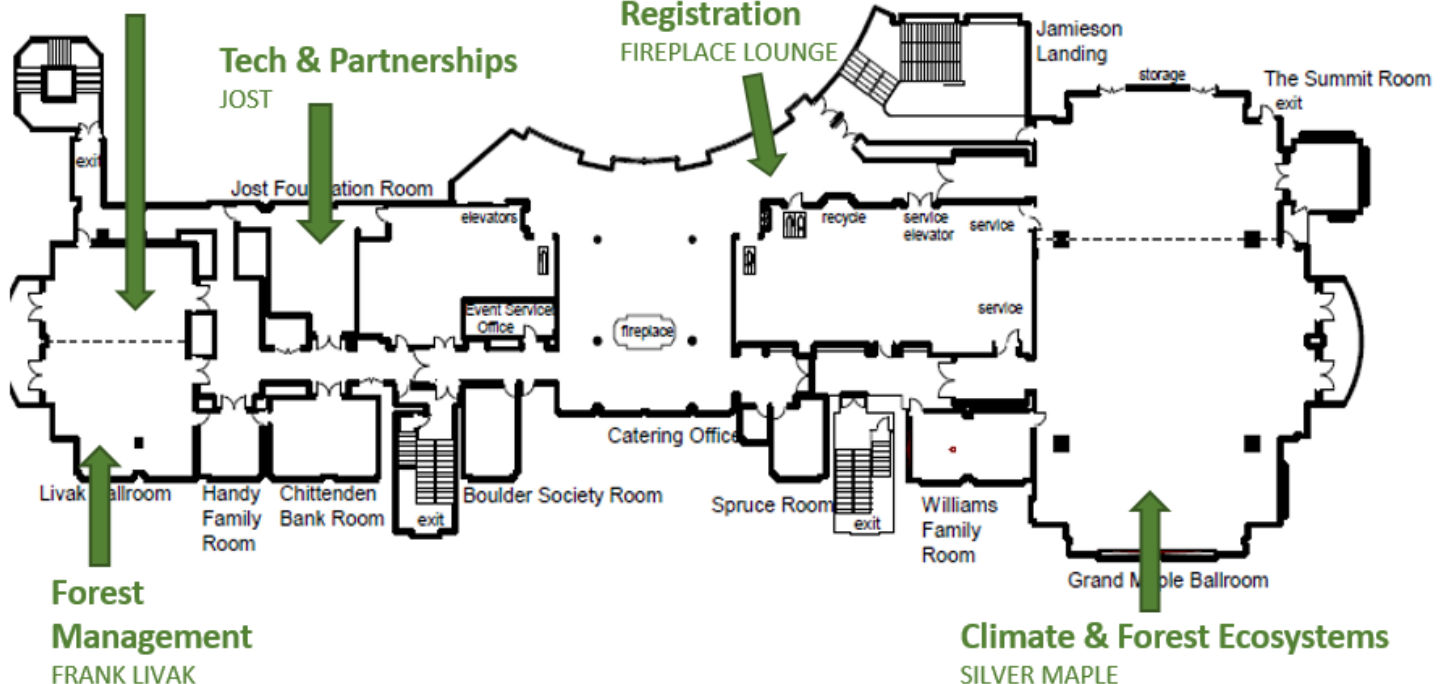 Registration
FIREPLACE LOUNGE
Tech & Partnerships
JOST
Jamieson
Landing
storage
The Summit Room
exit
exit
Jost Foundation Room
elevators
recycle
service
elevator
service
service
Event Service
Office
fireplace
Catering Office
Livak Ballroom
Handy
Family
Room
Chittenden
Bank Room
exit
Boulder Society Room
Spruce Room
exit
Williams
Family
Room
Grand Maple Ballroom
Forest
Management
FRANK LIVAK
Climate & Forest Ecosystems
SILVER MAPLE